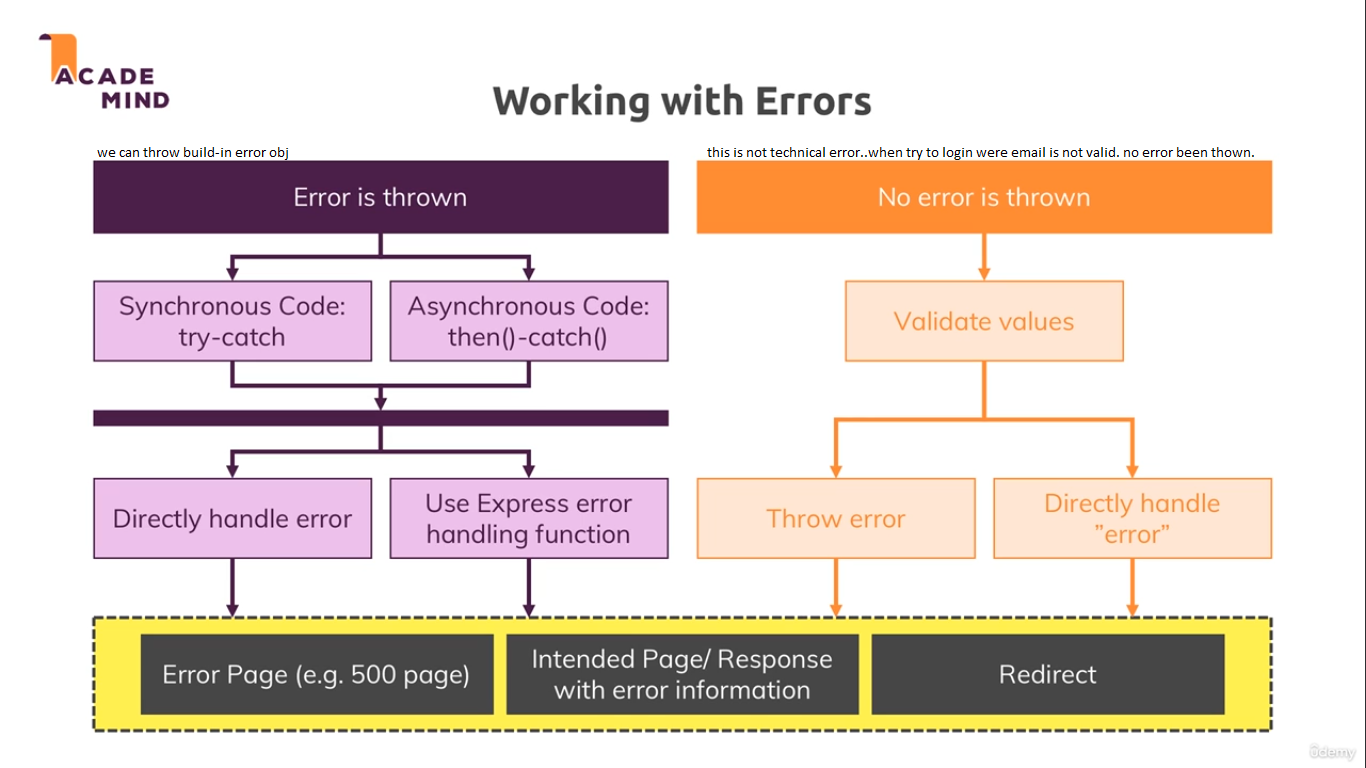 ACADE
MIND
Working with Errors
we can throw build-in error obj
this is not technical error..when try to login were email is not valid. no error been thown.
Error is thrown
No error is thrown
Synchronous Code:
try-catch
Asynchronous Code:
then()-catch()
Validate values
Directly handle error
Use Express error
handling function
Throw error
Directly handle
”error”
Error Page (e.g. 500 page)
Intended Page/ Response
with error information
Redirect
ûdemy